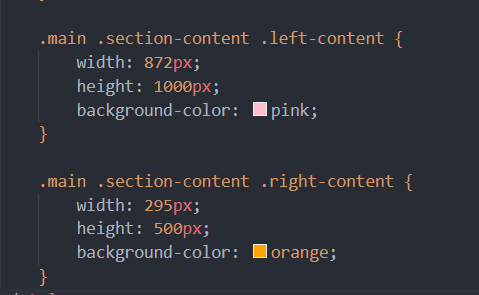 .main .section-content .left-content {
width: 872px;
height: 1000px;
background-color: pink;
}
.main .section-content .right-content {
width: 295px;
height: 500px;
background-color: orange;
}